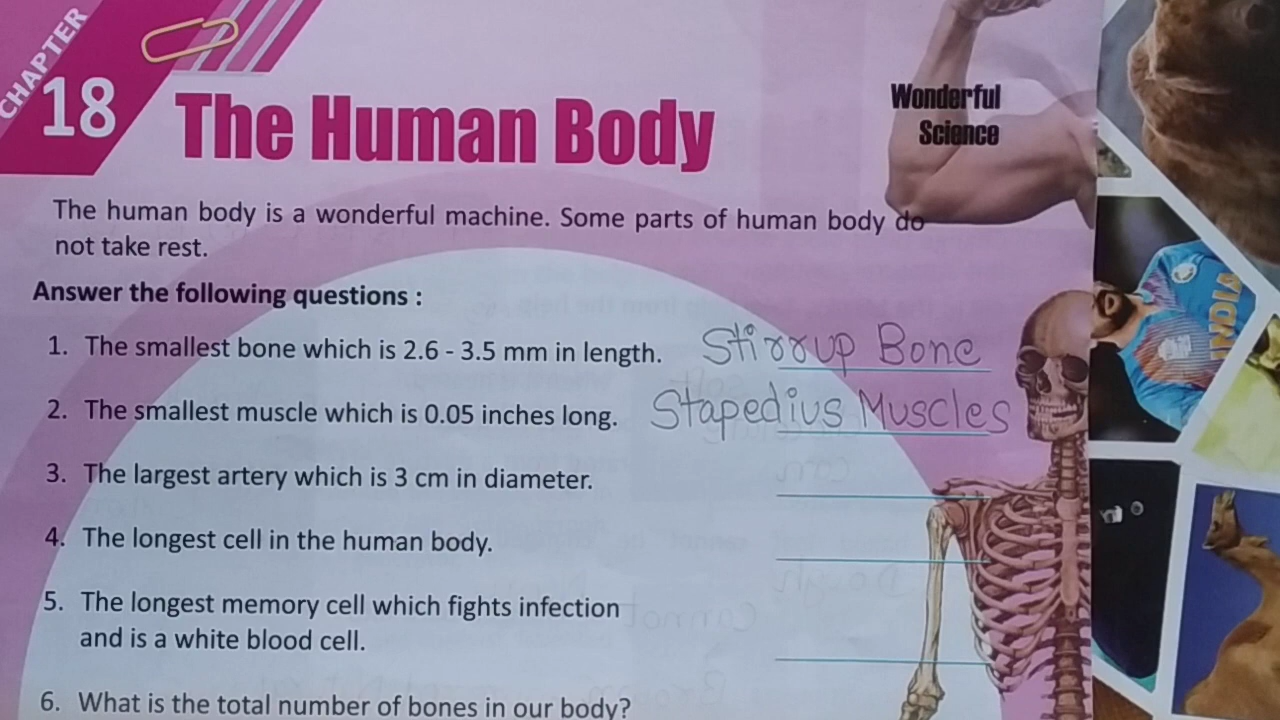 CHAPTER
18
The Human Body
Wonderful
Science
The human body is a wonderful machine. Some parts of human body do
not take rest.
Answer the following questions :
1. The smallest bone which is 2.6 - 3.5 mm in length. Stirrup Bone
2. The smallest muscle which is 0.05 inches long. Stapedius Muscles
3. The largest artery which is 3 cm in diameter.
4. The longest cell in the human body.
5. The longest memory cell which fights infection
and is a white blood cell.
6. What is the total number of bones in our body?
INDIA